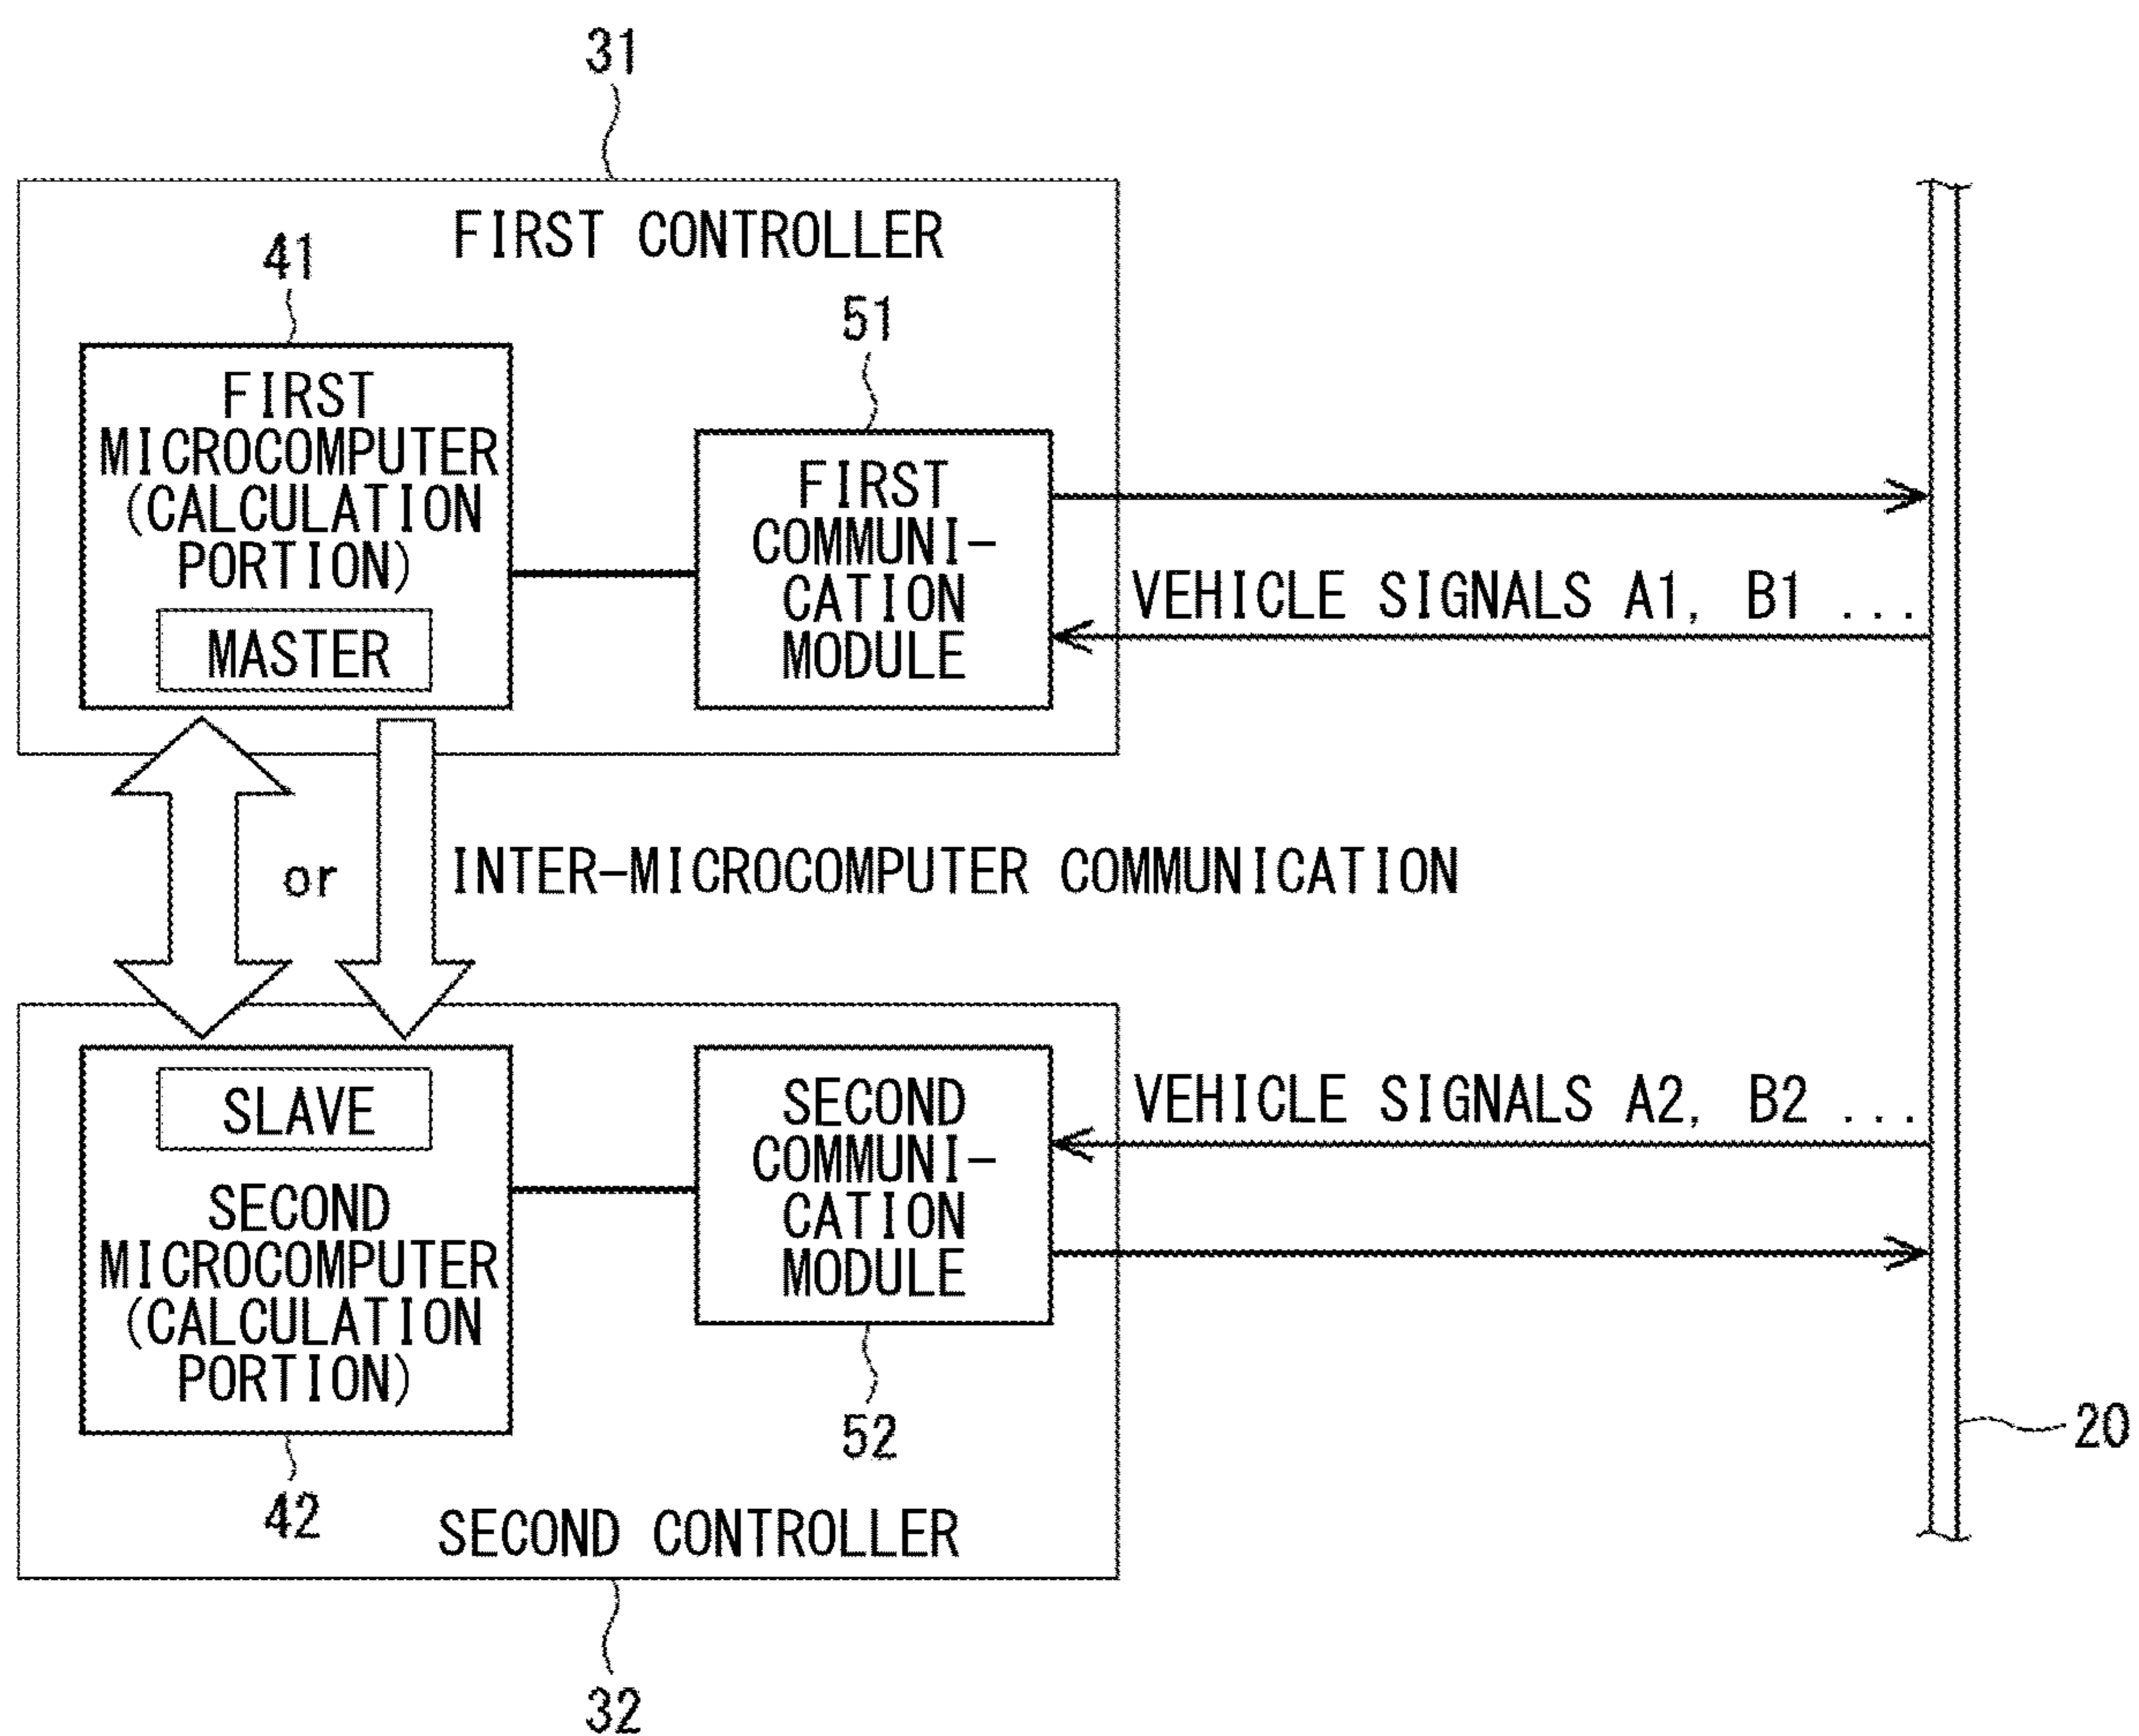 31
FIRST CONTROLLER
41
51
FIRST
MICROCOMPUTER
(CALCULATION
PORTION)
MASTER
FIRST
COMMUNI-
CATION
MODULE
VEHICLE SIGNALS A1, B1 ...
or
INTER-MICROCOMPUTER COMMUNICATION
SLAVE
SECOND
MICROCOMPUTER
(CALCULATION
PORTION)
SECOND
COMMUNI-
CATION
MODULE
VEHICLE SIGNALS A2, B2 ...
52
20
42
SECOND CONTROLLER
32